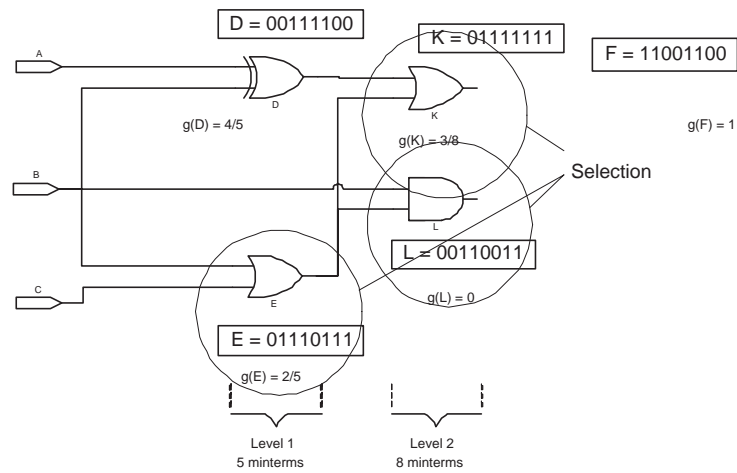 D = 00111100
K = 01111111
F = 11001100
A
D
K
g(D) = 4/5
g(K) = 3/8
g(F) = 1
B
Selection
L
L = 00110011
C
E
g(L) = 0
E = 01110111
g(E) = 2/5
Level 1
5 minterms
Level 2
8 minterms